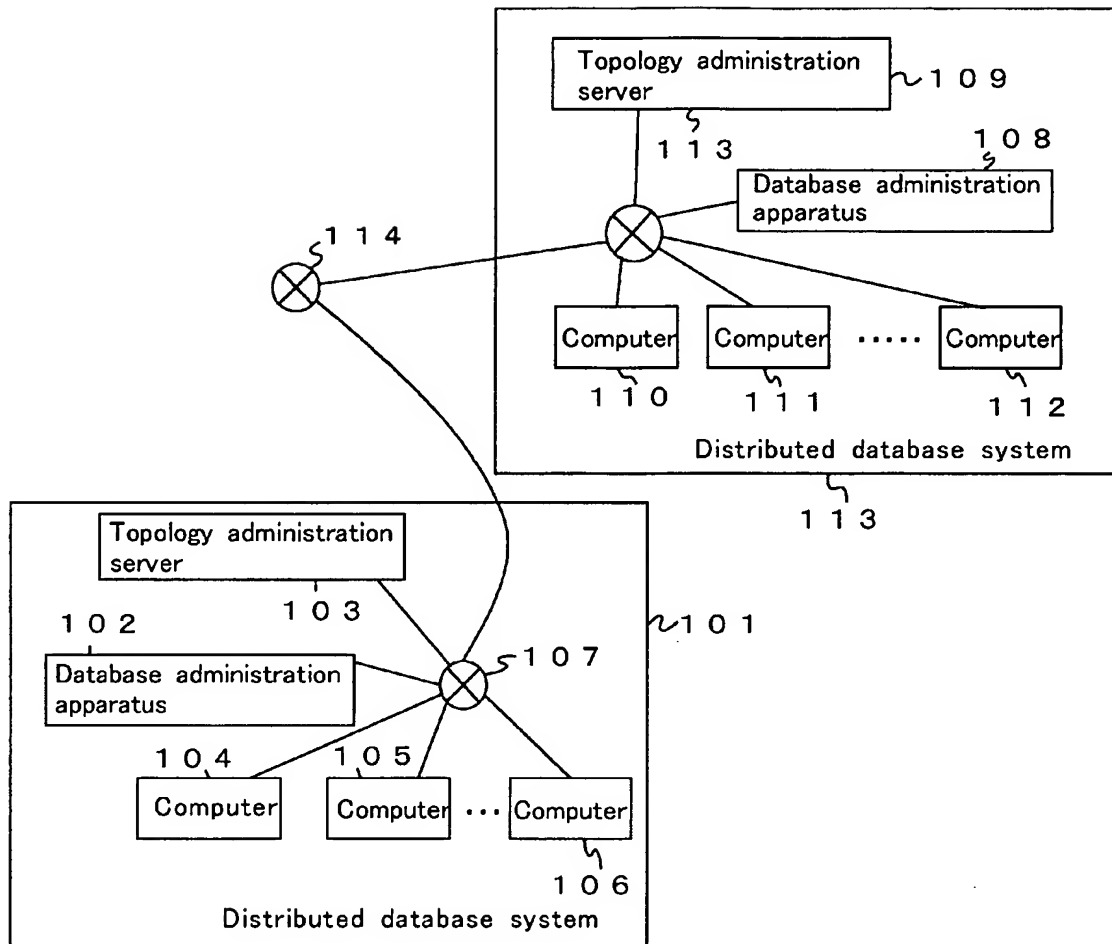 Topology administration
server
109
113
108
Database administration
apparatus
114
Computer
Computer
.....
Computer
110
111
112
Distributed database system
113
Topology administration
server
103
101
102
Database administration
apparatus
107
104
105
Computer
Computer
...
Computer
106
Distributed database system